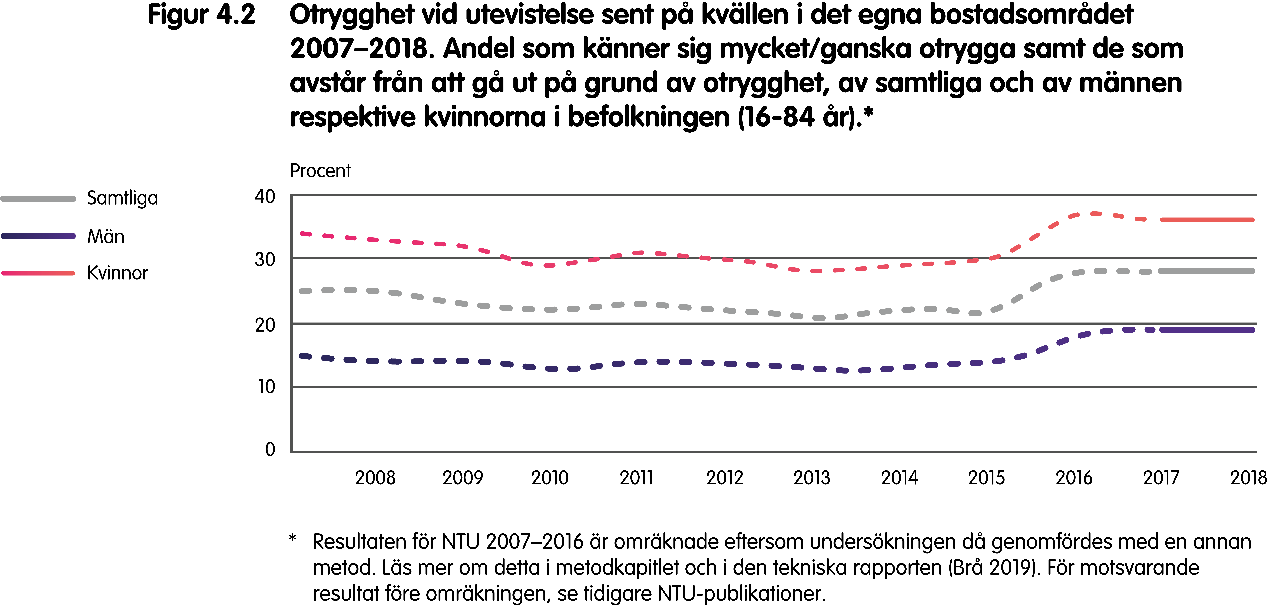 Figur 4.2 Otrygghet vid utevistelse sent på kvällen i det egna bostadsområdet
2007–2018. Andel som känner sig mycket/ganska otrygga samt de som
avstår från att gå ut på grund av otrygghet, av samtliga och av männen
respektive kvinnorna i befolkningen (16-84 år).*
Procent
Samtliga
Män
Kvinnor
40
30
20
10
0
2008 2009 2010 2011 2012 2013 2014 2015 2016 2017 2018
* Resultaten för NTU 2007–2016 är omräknade eftersom undersökningen då genomfördes med en annan
metod. Läs mer om detta i metodkapitlet och i den tekniska rapporten (Brå 2019). För motsvarande
resultat före omräkningen, se tidigare NTU-publikationer.